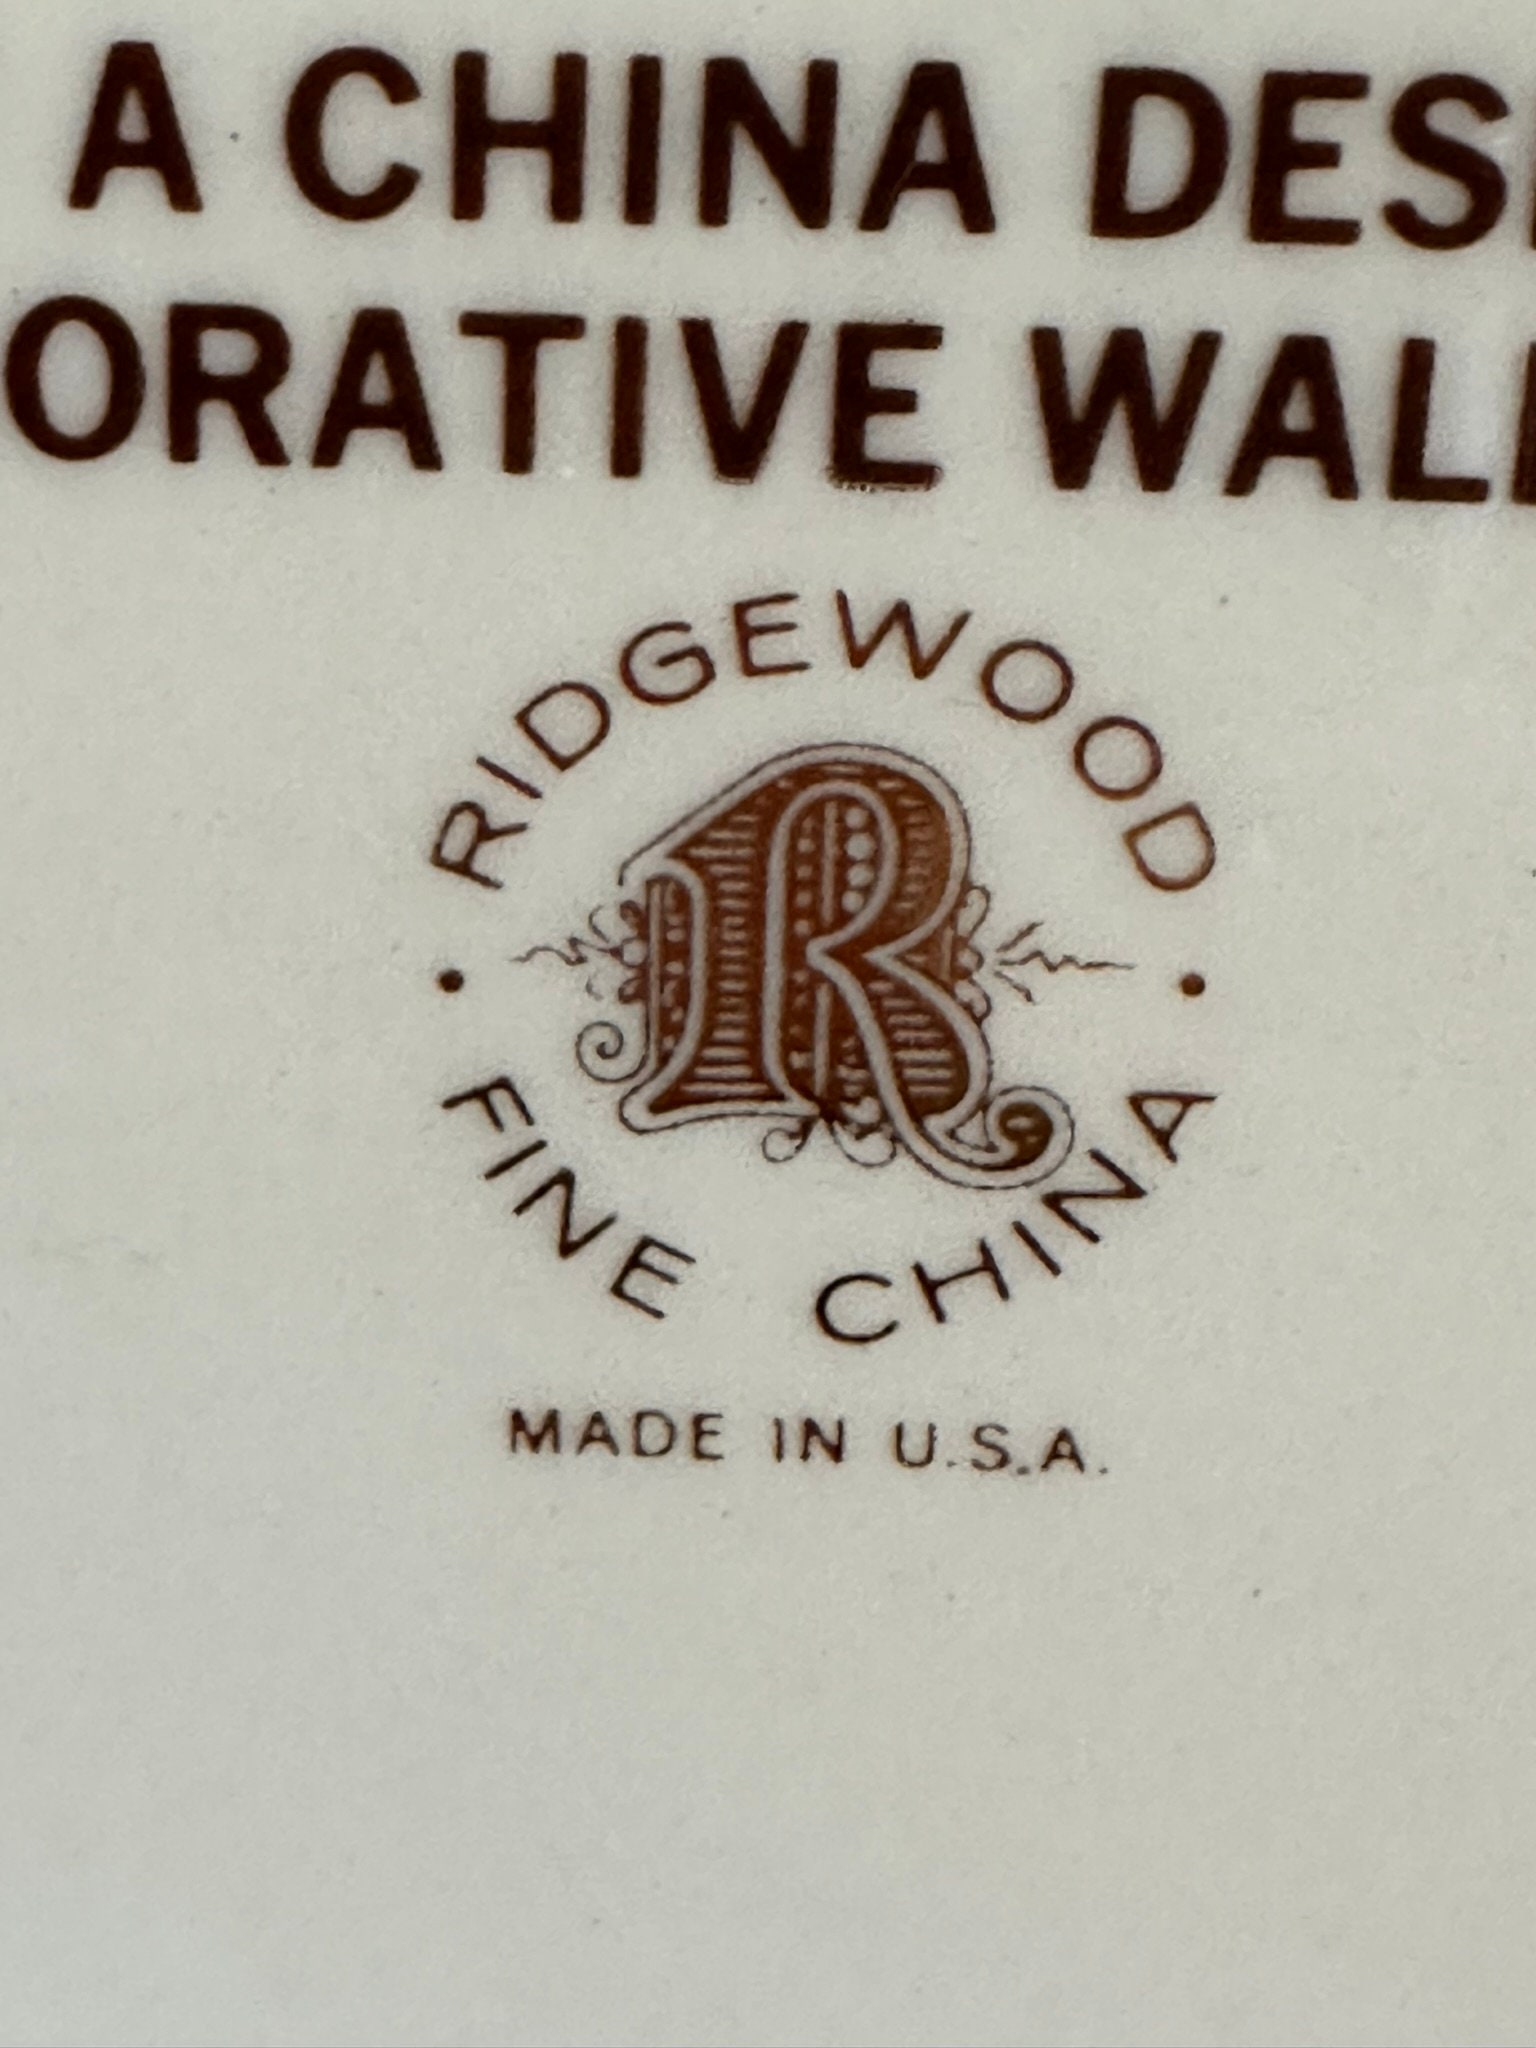 A CHINA DES
ORATIVE WAL
RIDGEWOOD
R
• FINE CHINA •
MADE IN U.S.A.